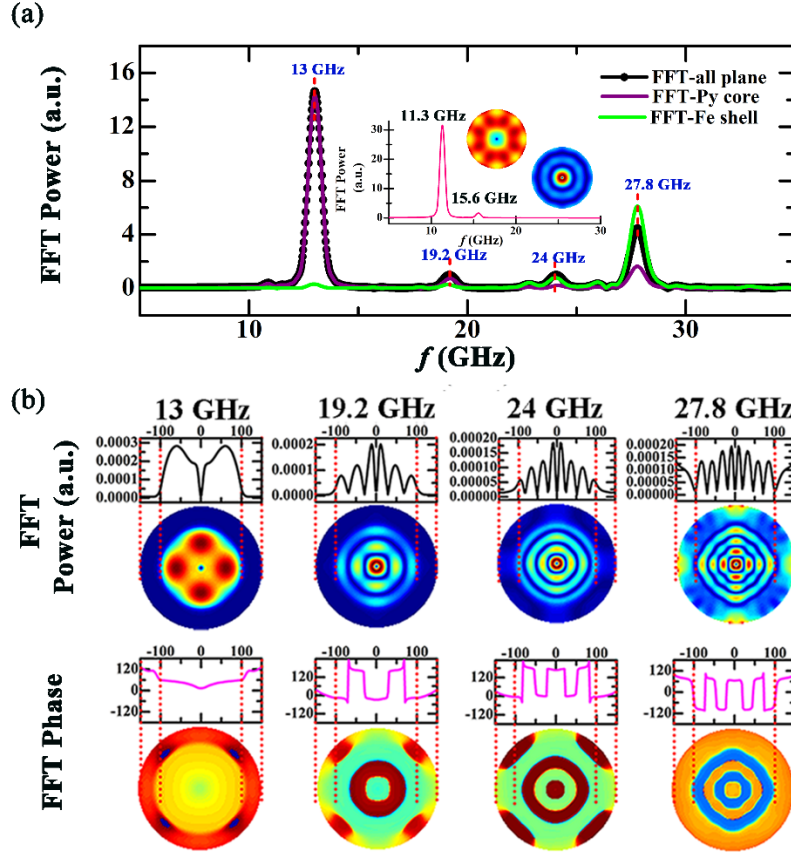 (a)
FFT Power (a.u.)
16
12
8
4
0
13 GHz
FFT-all plane
FFT-Py core
FFT-Fe shell
11.3 GHz
15.6 GHz
FFT Power
(a.u.)
30
20
10
0
10 20 30
f (GHz)
19.2 GHz
24 GHz
27.8 GHz
10 20 30
f (GHz)
(b)
13 GHz 19.2 GHz 24 GHz 27.8 GHz
-100 0 100 -100 0 100 -100 0 100 -100 0 100
FFT
Power (a.u.)
0.0003
0.0002
0.0001
0.0000
0.0002
0.0001
0.0000
0.00020
0.00015
0.00010
0.00005
0.00000
0.00020
0.00015
0.00010
0.00005
0.00000
FFT Phase
-100 0 100 -100 0 100 -100 0 100 -100 0 100
120
0
-120
120
0
-120
120
0
-120
120
0
-120